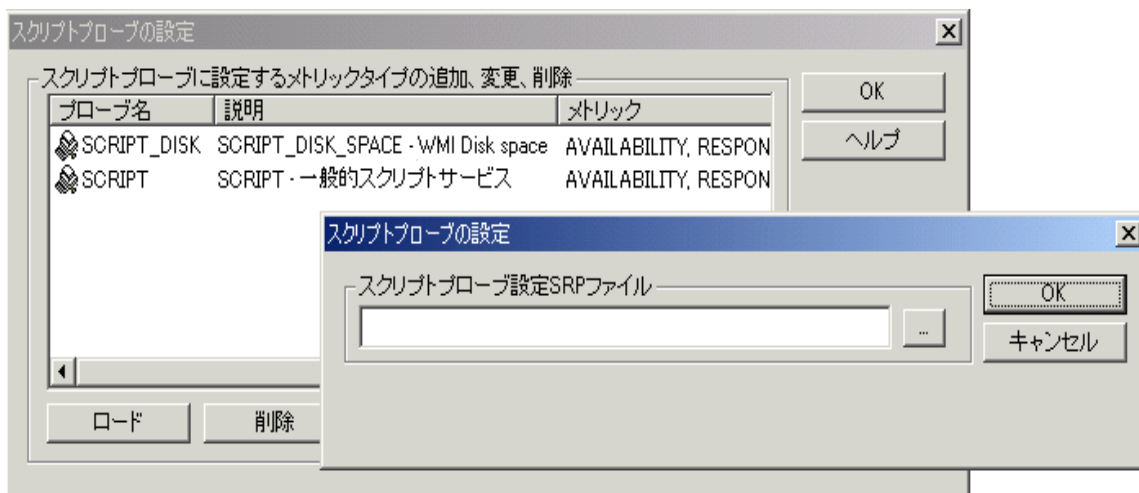 スクリプトプローブの設定
スクリプトプローブに設定するメトリックタイプの追加、変更、削除
プローブ名 説明 メトリック
SCRIPT_DISK SCRIPT_DISK_SPACE - WMI Disk space AVAILABILITY, RESPON
SCRIPT SCRIPT - 一般的スクリプトサービス AVAILABILITY, RESPON
OK
ヘルプ
ロード 削除
スクリプトプローブの設定
スクリプトプローブ設定SRPファイル
...
OK
キャンセル